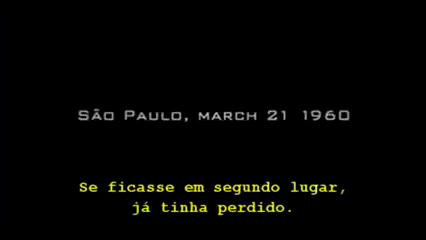 São Paulo, march 21 1960
Se ficasse em segundo lugar,
já tinha perdido.